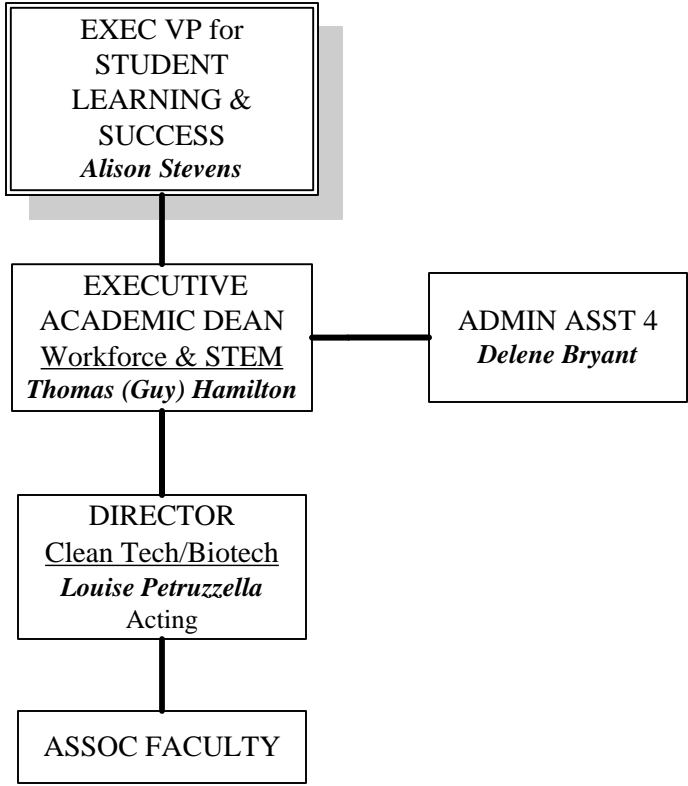 EXEC VP for
STUDENT
LEARNING &
SUCCESS
Alison Stevens
EXECUTIVE
ACADEMIC DEAN
Workforce & STEM
Thomas (Guy) Hamilton
ADMIN ASST 4
Delene Bryant
DIRECTOR
Clean Tech/Biotech
Louise Petruzzella
Acting
ASSOC FACULTY